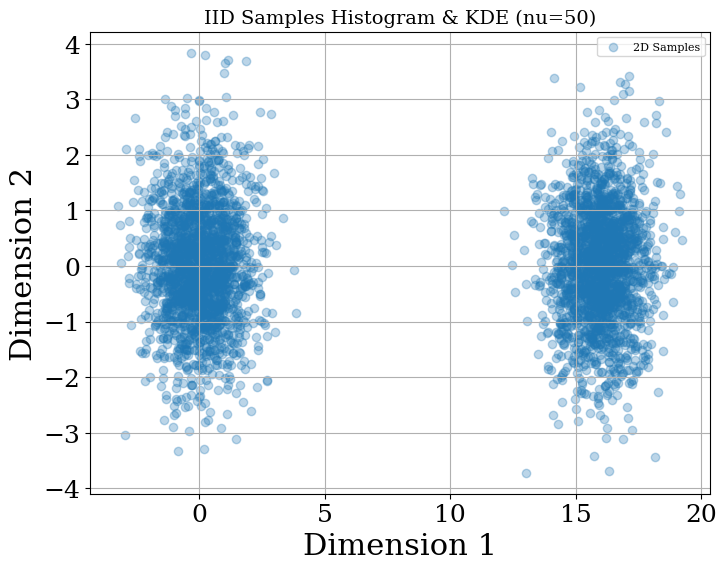 IID Samples Histogram & KDE (nu=50)
2D Samples
Dimension 2
4
3
2
1
0
−1
−2
−3
−4
0 5 10 15 20
Dimension 1